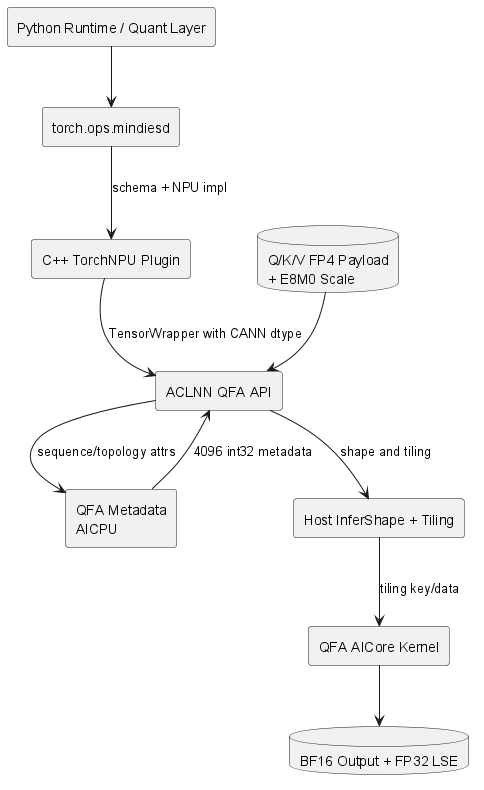 Python Runtime / Quant Layer
torch.ops.mindiesd
schema + NPU impl
C++ TorchNPU Plugin
Q/K/V FP4 Payload
+ E8M0 Scale
TensorWrapper with CANN dtype
ACLNN QFA API
sequence/topology attrs
4096 int32 metadata
shape and tiling
QFA Metadata
AICPU
Host InferShape + Tiling
tiling key/data
QFA AICore Kernel
BF16 Output + FP32 LSE